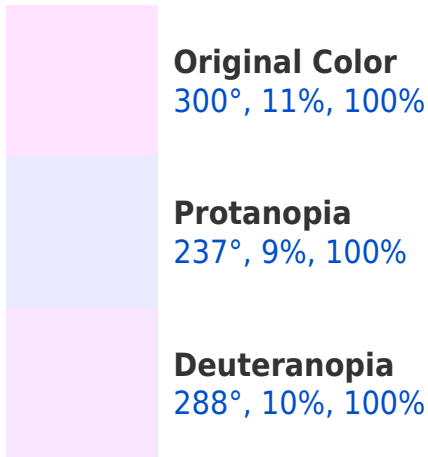 Original Color
300°, 11%, 100%
Protanopia
237°, 9%, 100%
Deuteranopia
288°, 10%, 100%